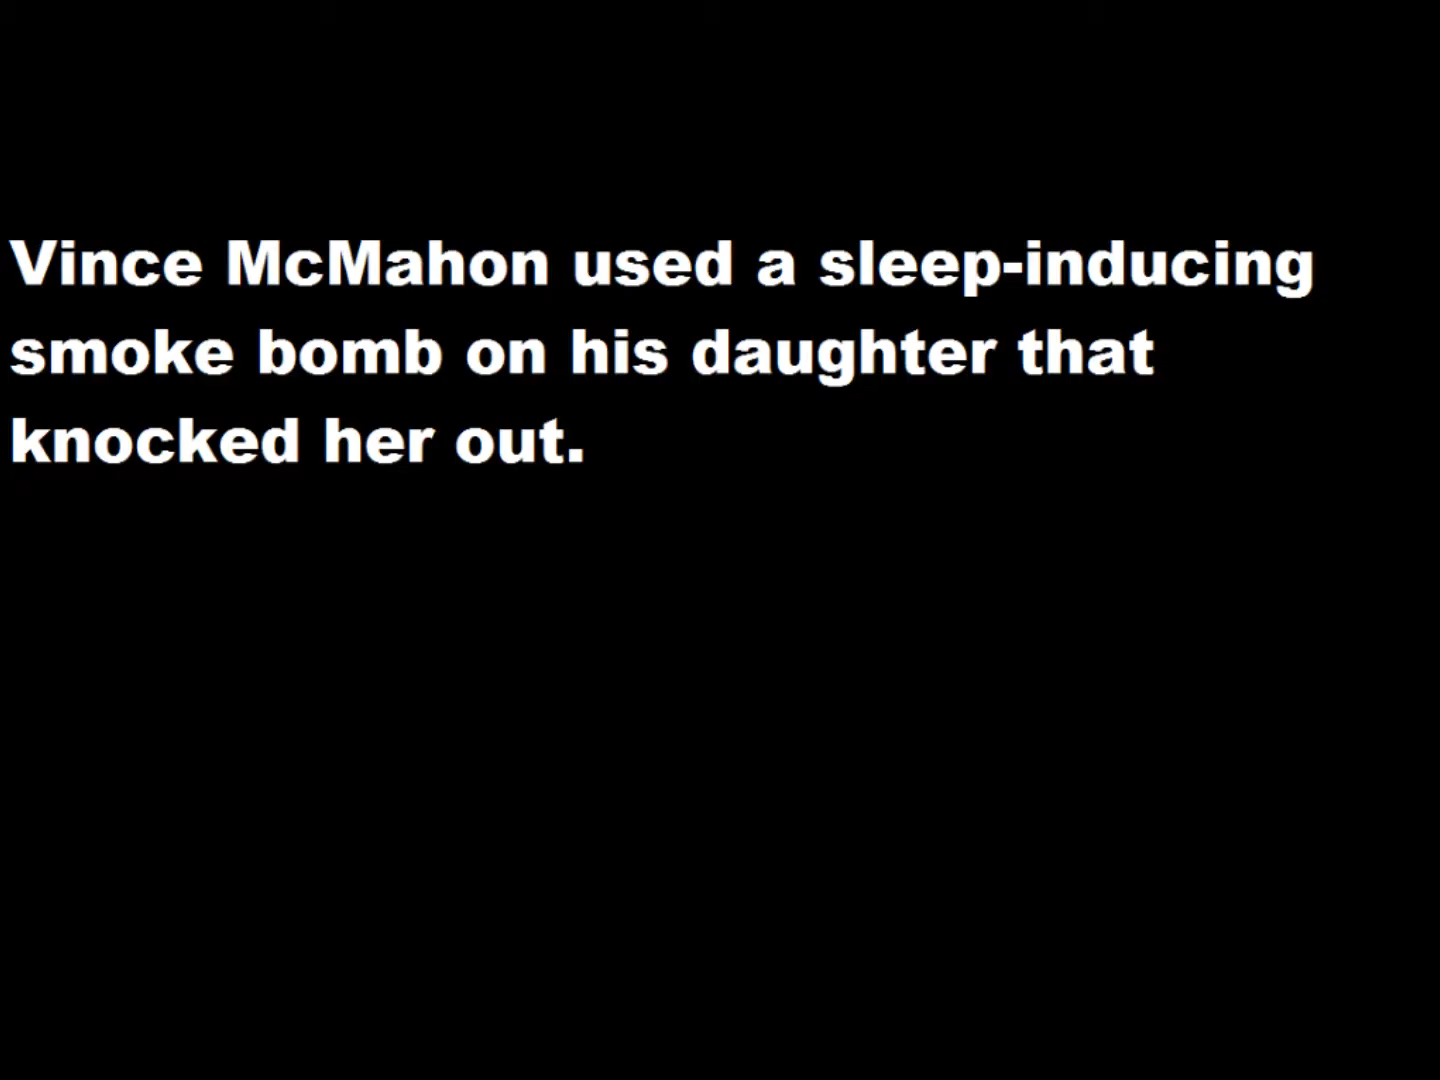 Vince McMahon used a sleep-inducing
smoke bomb on his daughter that
knocked her out.